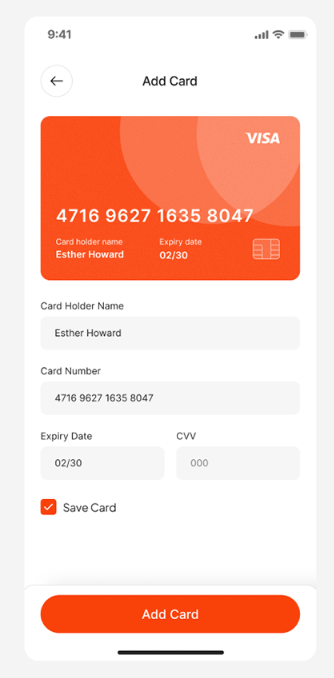 9:41
Add Card
VISA
4716 9627 1635 8047
Card holder name Expiry date
Esther Howard 02/30
Card Holder Name
Esther Howard
Card Number
4716 9627 1635 8047
Expiry Date CVV
02/30 000
Save Card
Add Card